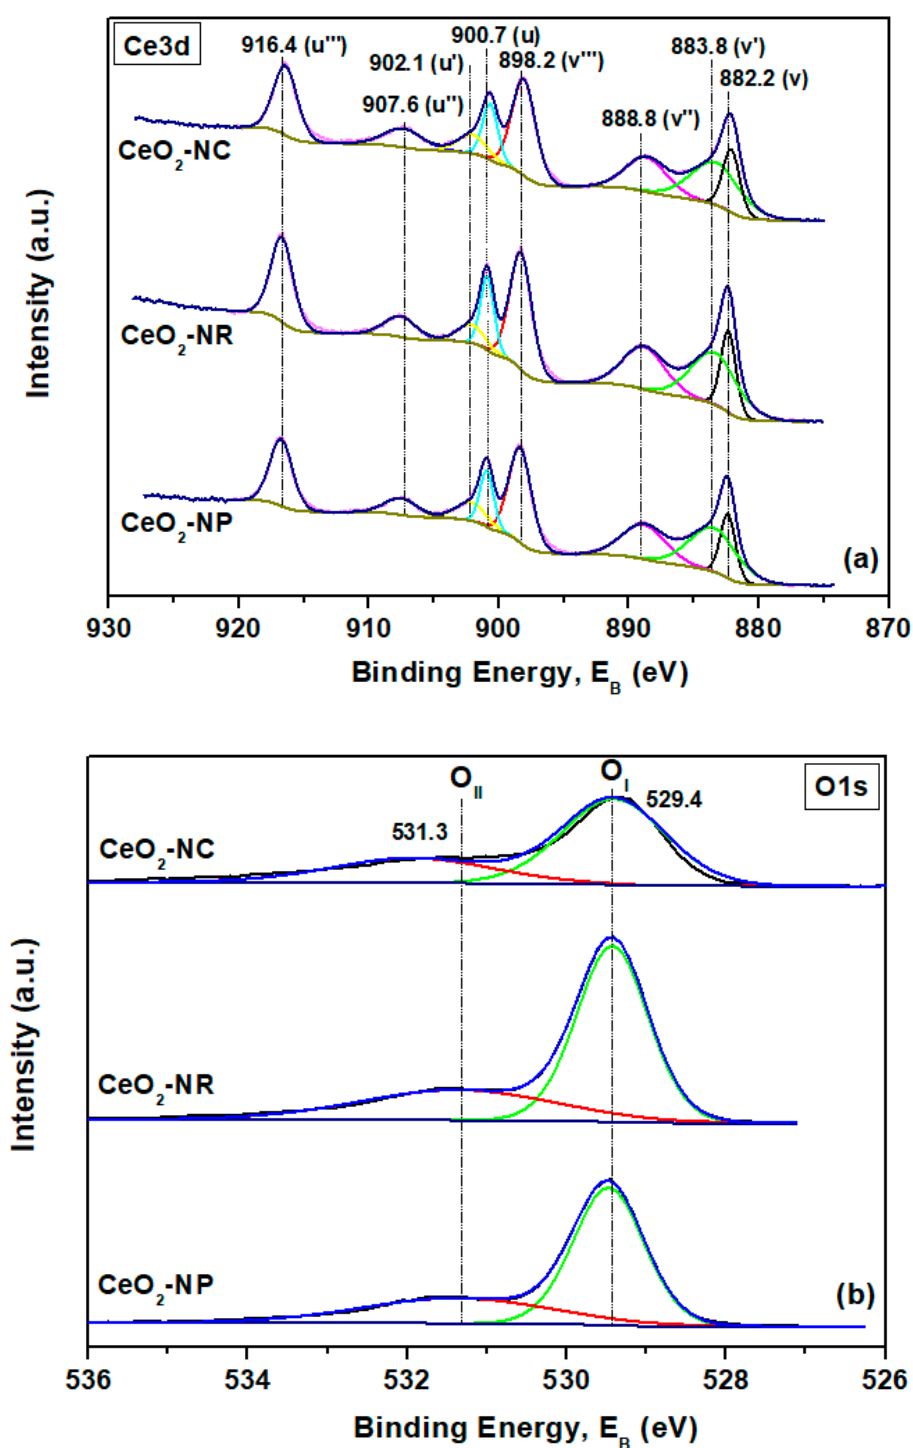 Ce3d
916.4 (u''')
900.7 (u)
902.1 (u')
898.2 (v''')
907.6 (u'')
883.8 (v')
882.2 (v)
888.8 (v'')
CeO2-NC
CeO2-NR
CeO2-NP
(a)
Intensity (a.u.)
930 920 910 900 890 880 870
Binding Energy, EB (eV)
OII
OI
O1s
529.4
531.3
CeO2-NC
CeO2-NR
CeO2-NP
(b)
Intensity (a.u.)
536 534 532 530 528 526
Binding Energy, EB (eV)